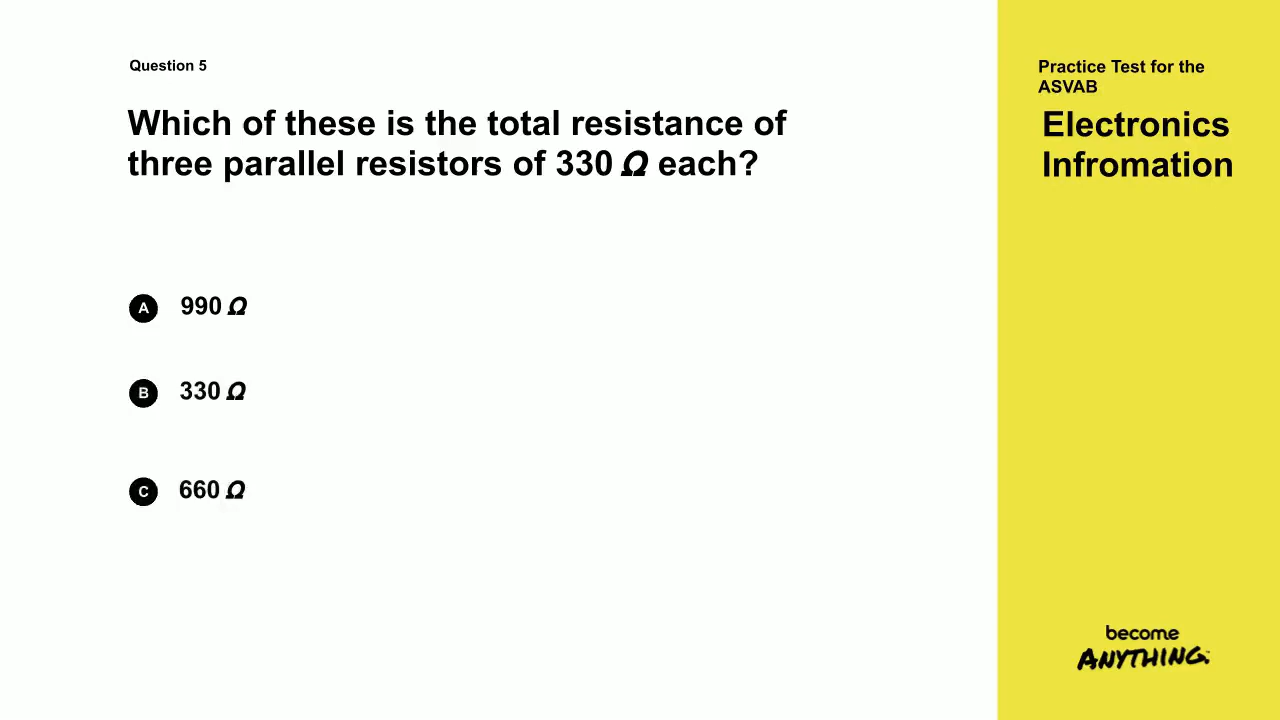 Question 5
Which of these is the total resistance of
three parallel resistors of 330 Ω each?
A 990 Ω
B 330 Ω
C 660 Ω
Practice Test for the
ASVAB
Electronics
Infromation
become
ANYTHING.